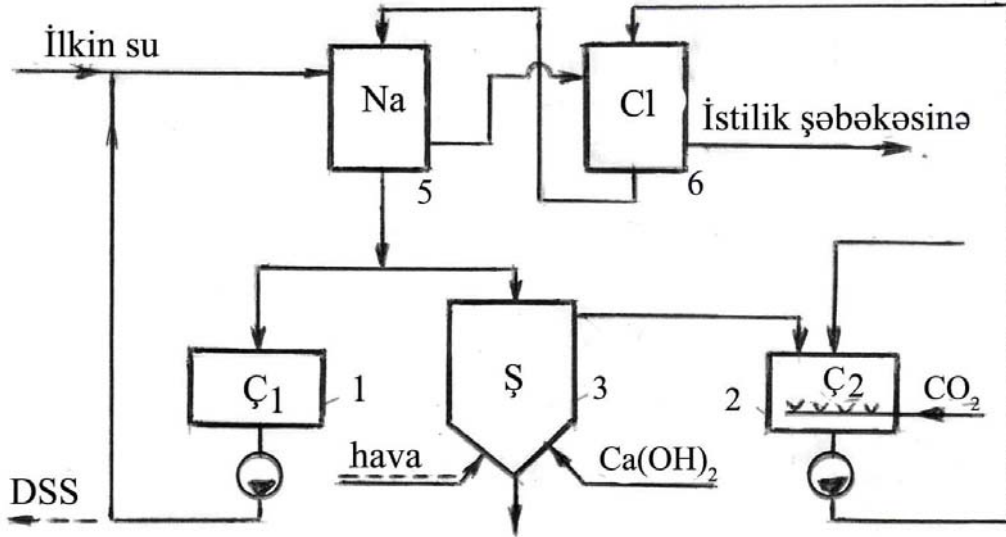 İlkin su
Na
Cl
İstilik şəbəkəsinə
5
6
Ç1
1
Ş
3
2
Ç2
CO₂
hava
Ca(OH)₂
DSS